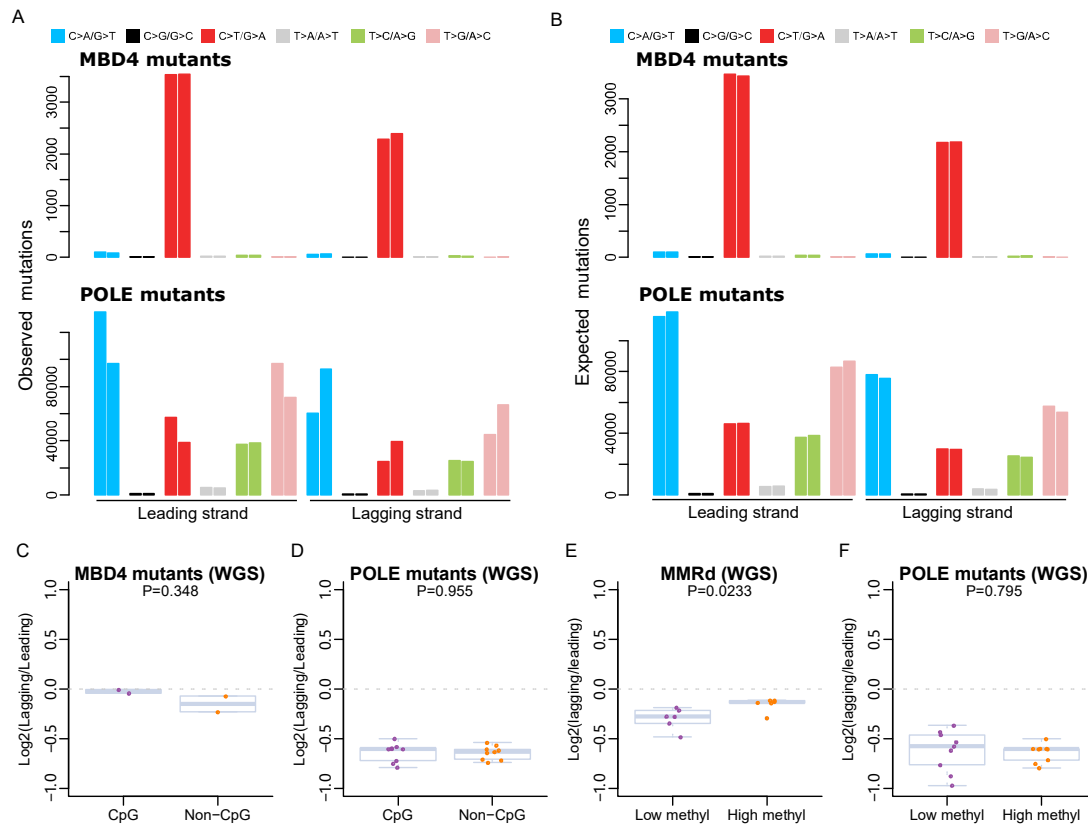 A
C>A/G>T C>G/G>C C>T/G>A T>A/A>T T>C/A>G T>G/A>C
MBD4 mutants
3000
2000
1000
0
POLE mutants
Observed mutations
80000
40000
0
Leading strand Lagging strand
B
C>A/G>T C>G/G>C C>T/G>A T>A/A>T T>C/A>G T>G/A>C
MBD4 mutants
3000
2000
1000
0
POLE mutants
Expected mutations
80000
40000
0
Leading strand Lagging strand
C
MBD4 mutants (WGS)
P=0.348
Log2(Lagging/Leading)
1.0
0.5
0.0
−0.5
−1.0
CpG Non−CpG
D
POLE mutants (WGS)
P=0.955
Log2(Lagging/Leading)
1.0
0.5
0.0
−0.5
−1.0
CpG Non−CpG
E
MMRd (WGS)
P=0.0233
Log2(lagging/leading)
1.0
0.5
0.0
−0.5
−1.0
Low methyl High methyl
F
POLE mutants (WGS)
P=0.795
Log2(lagging/leading)
1.0
0.5
0.0
−0.5
−1.0
Low methyl High methyl